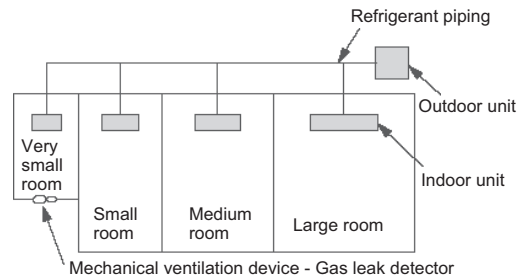 Refrigerant piping
Outdoor unit
Indoor unit
Very
small
room
Small
room
Medium
room
Large room
Mechanical ventilation device - Gas leak detector